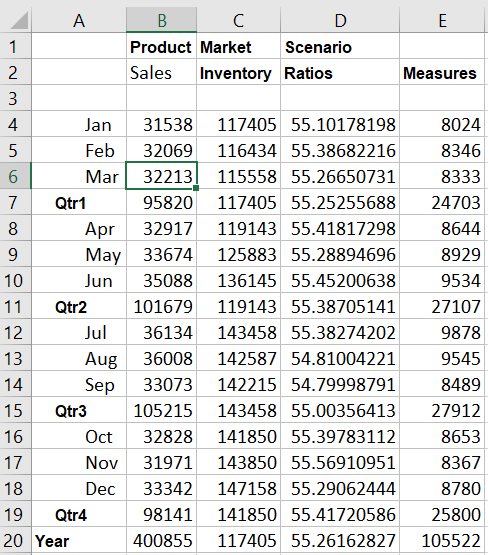 A B C D E
1 Product Market Scenario
2 Sales Inventory Ratios Measures
3
4 Jan 31538 117405 55.10178198 8024
5 Feb 32069 116434 55.38682216 8346
6 Mar 32213 115558 55.26650731 8333
7 Qtr1 95820 117405 55.25255688 24703
8 Apr 32917 119143 55.41817298 8644
9 May 33674 125883 55.28894696 8929
10 Jun 35088 136145 55.45200638 9534
11 Qtr2 101679 119143 55.38705141 27107
12 Jul 36134 143458 55.38274202 9878
13 Aug 36008 142587 54.81004221 9545
14 Sep 33073 142215 54.79998791 8489
15 Qtr3 105215 143458 55.00356413 27912
16 Oct 32828 141850 55.39783112 8653
17 Nov 31971 143850 55.56910951 8367
18 Dec 33342 147158 55.29062444 8780
19 Qtr4 98141 141850 55.41720586 25800
20 Year 400855 117405 55.26162827 105522